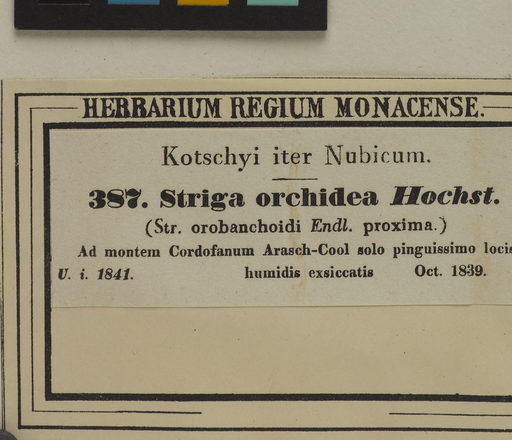 HERBARIUM REGIUM MONACENSE.
Kotschyi iter Nubicum.
387. Striga orchidea Hochst.
(Str. orobanchoidi Endl. proxima.)
Ad montem Cordofanum Arasch-Cool solo pinguissimo locis
U. i. 1841. humidis exsiccatis Oct. 1839.